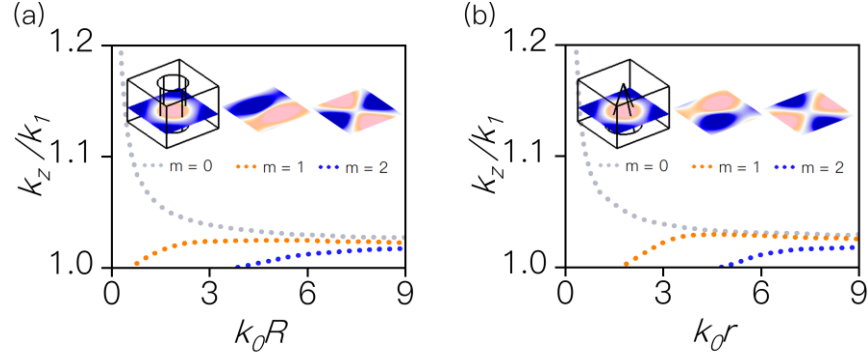 (a)
1.2
1.1
1.0
k_z/k_1
m = 0
m = 1
m = 2
0
3
6
9
k_0R
(b)
1.2
1.1
1.0
k_z/k_1
m = 0
m = 1
m = 2
0
3
6
9
k_0r